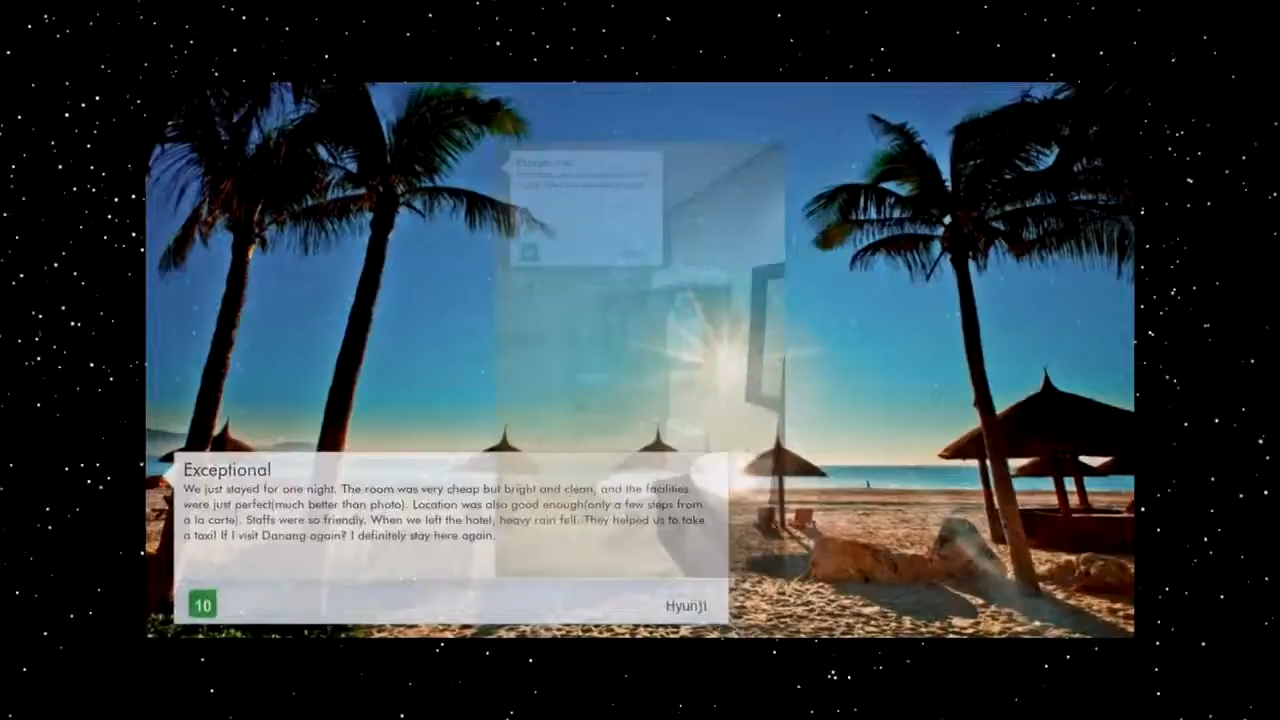 Exceptional
Exceptional
We just stayed for one night. The room was very cheap but bright and clean, and the facilities
were just perfect(much better than photo). Location was also good enough(only a few steps from
a la carte). Staffs were so friendly. When we left the hotel, heavy rain fell. They helped us to take
a taxi! If I visit Danang again? I definitely stay here again.
10
Hyunji